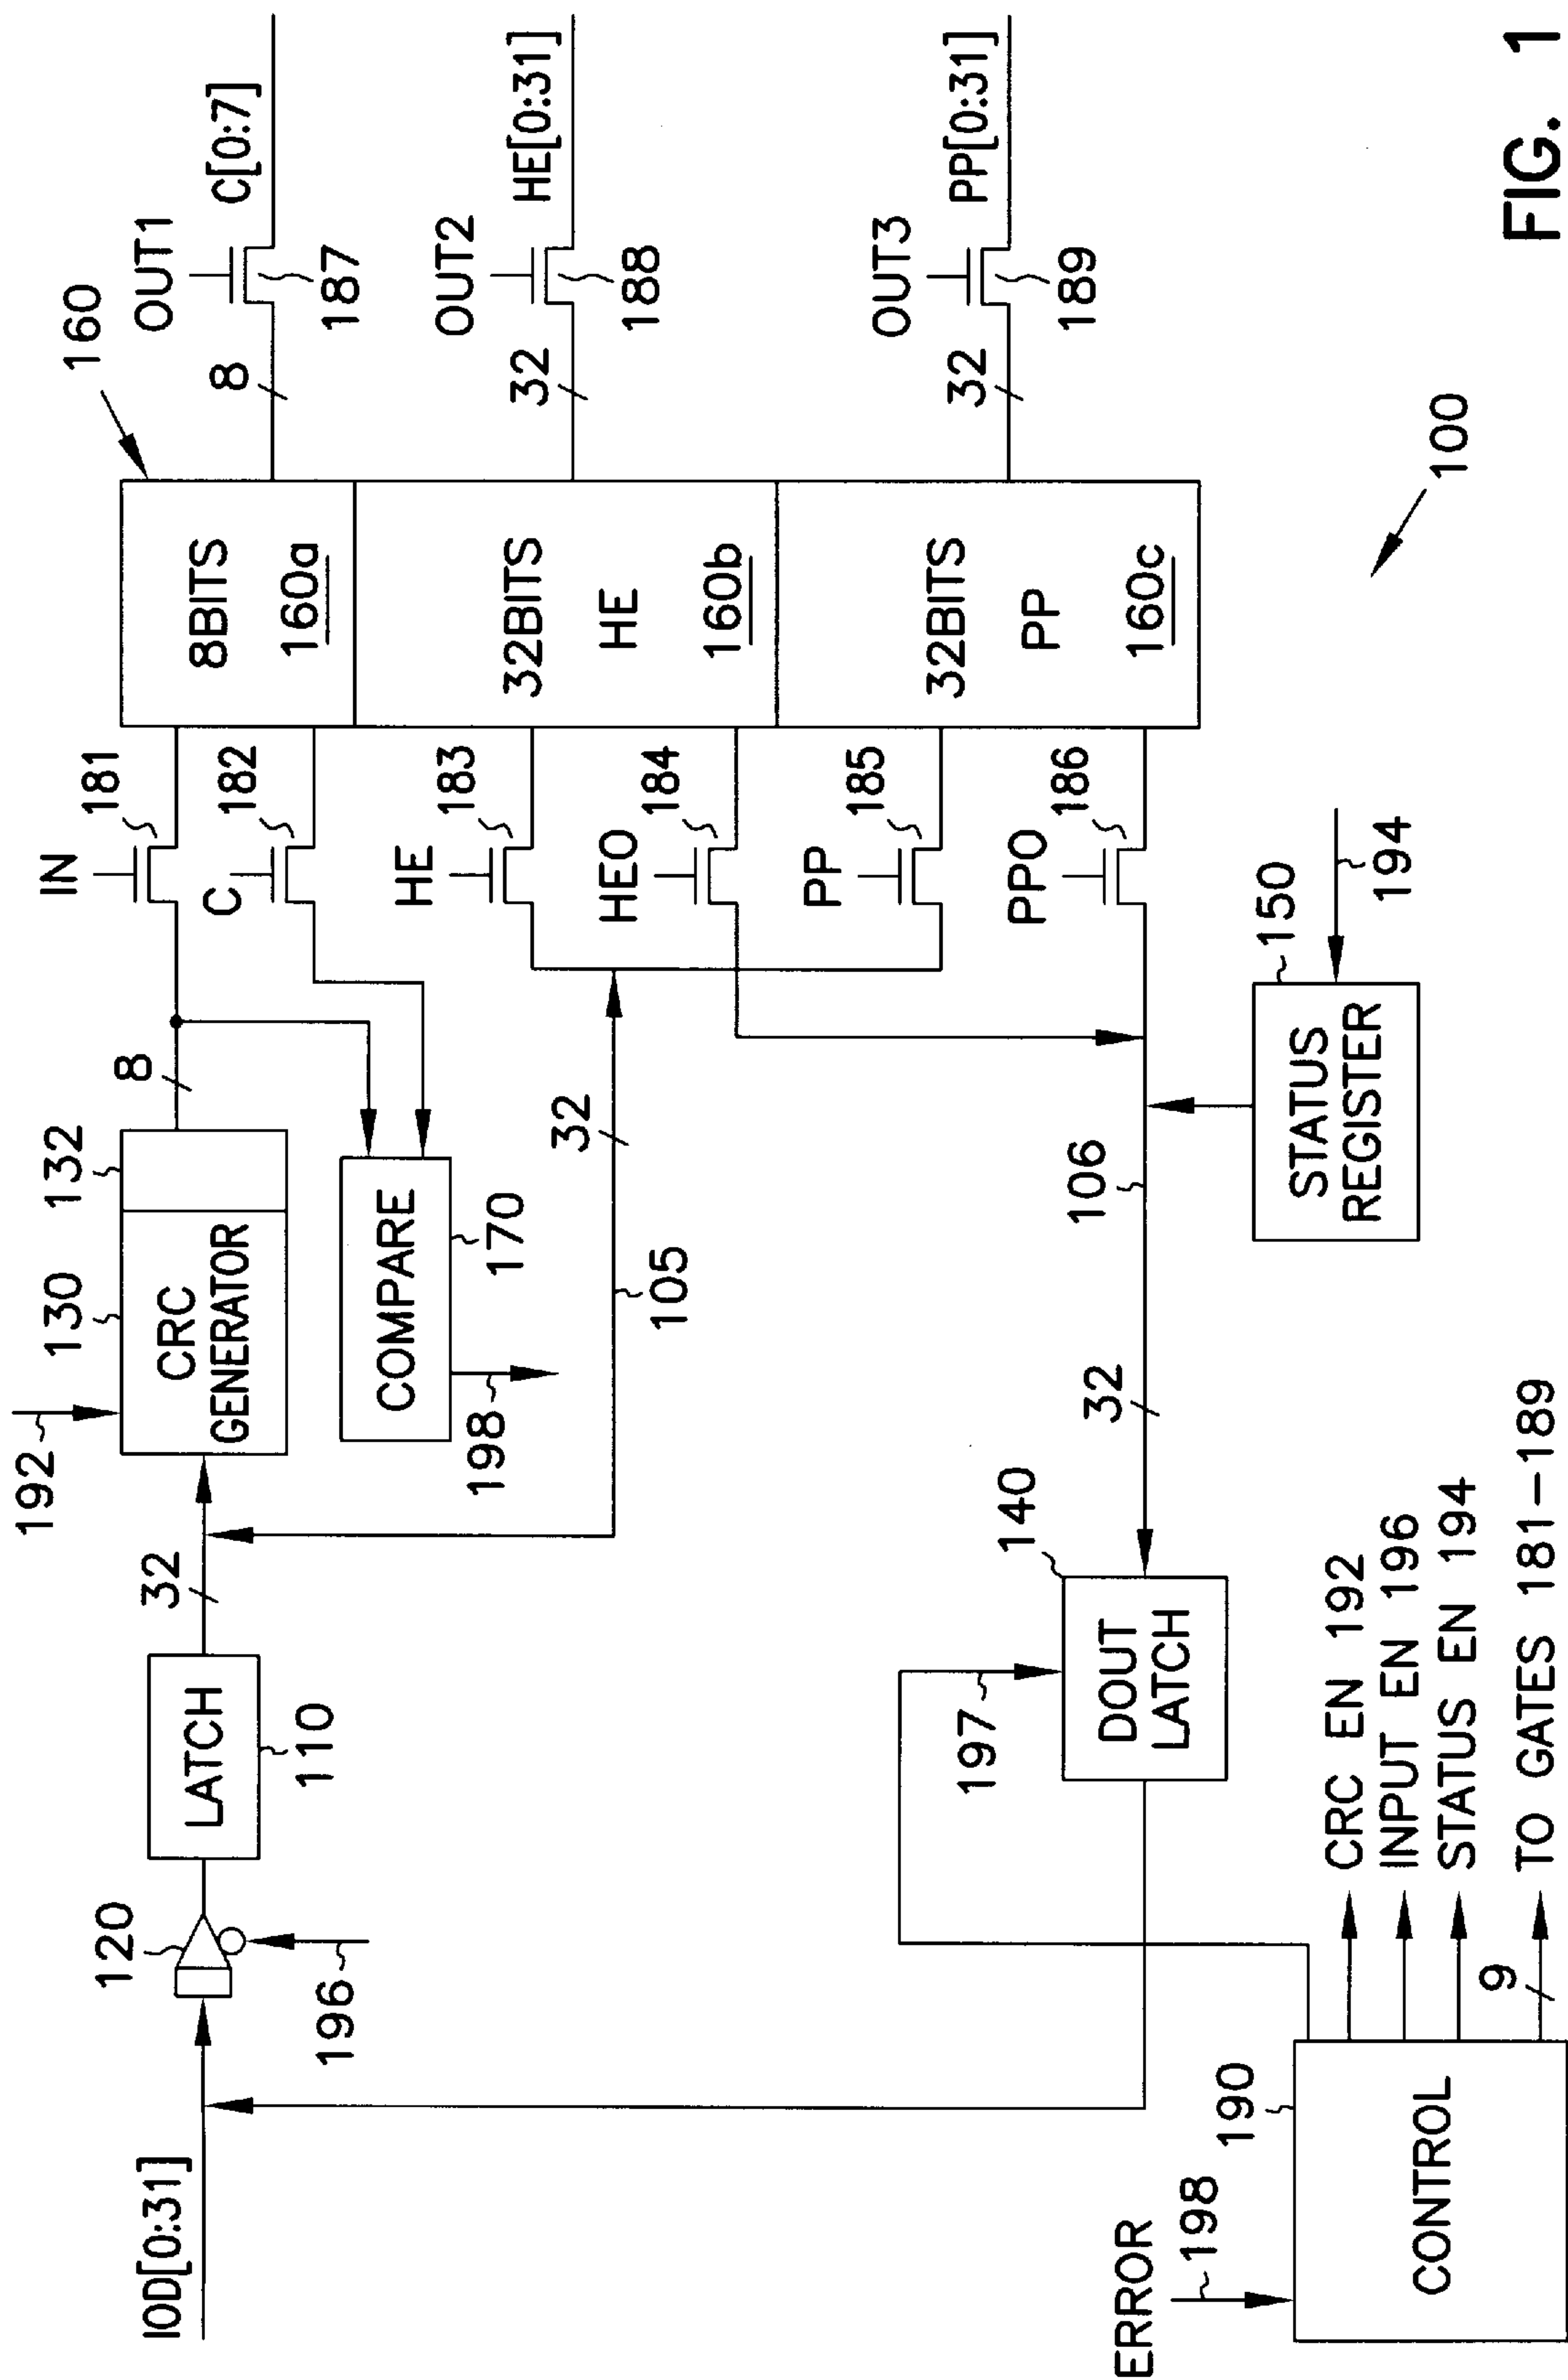 IOD[0:31]
120
196
LATCH
110
32
192
130
132
CRC
GENERATOR
8
COMPARE
170
198
105
32
IN
181
C
182
HE
183
HEO
184
PP
185
PPO
186
160
8BITS
160a
32BITS
HE
160b
32BITS
PP
160c
OUT1
8
187
C[0:7]
OUT2
32
188
HE[0:31]
OUT3
32
189
PP[0:31]
140
DOUT
LATCH
197
32
106
150
STATUS
REGISTER
194
ERROR
198
190
CONTROL
CRC EN 192
INPUT EN 196
STATUS EN 194
9
TO GATES 181–189
100
FIG. 1